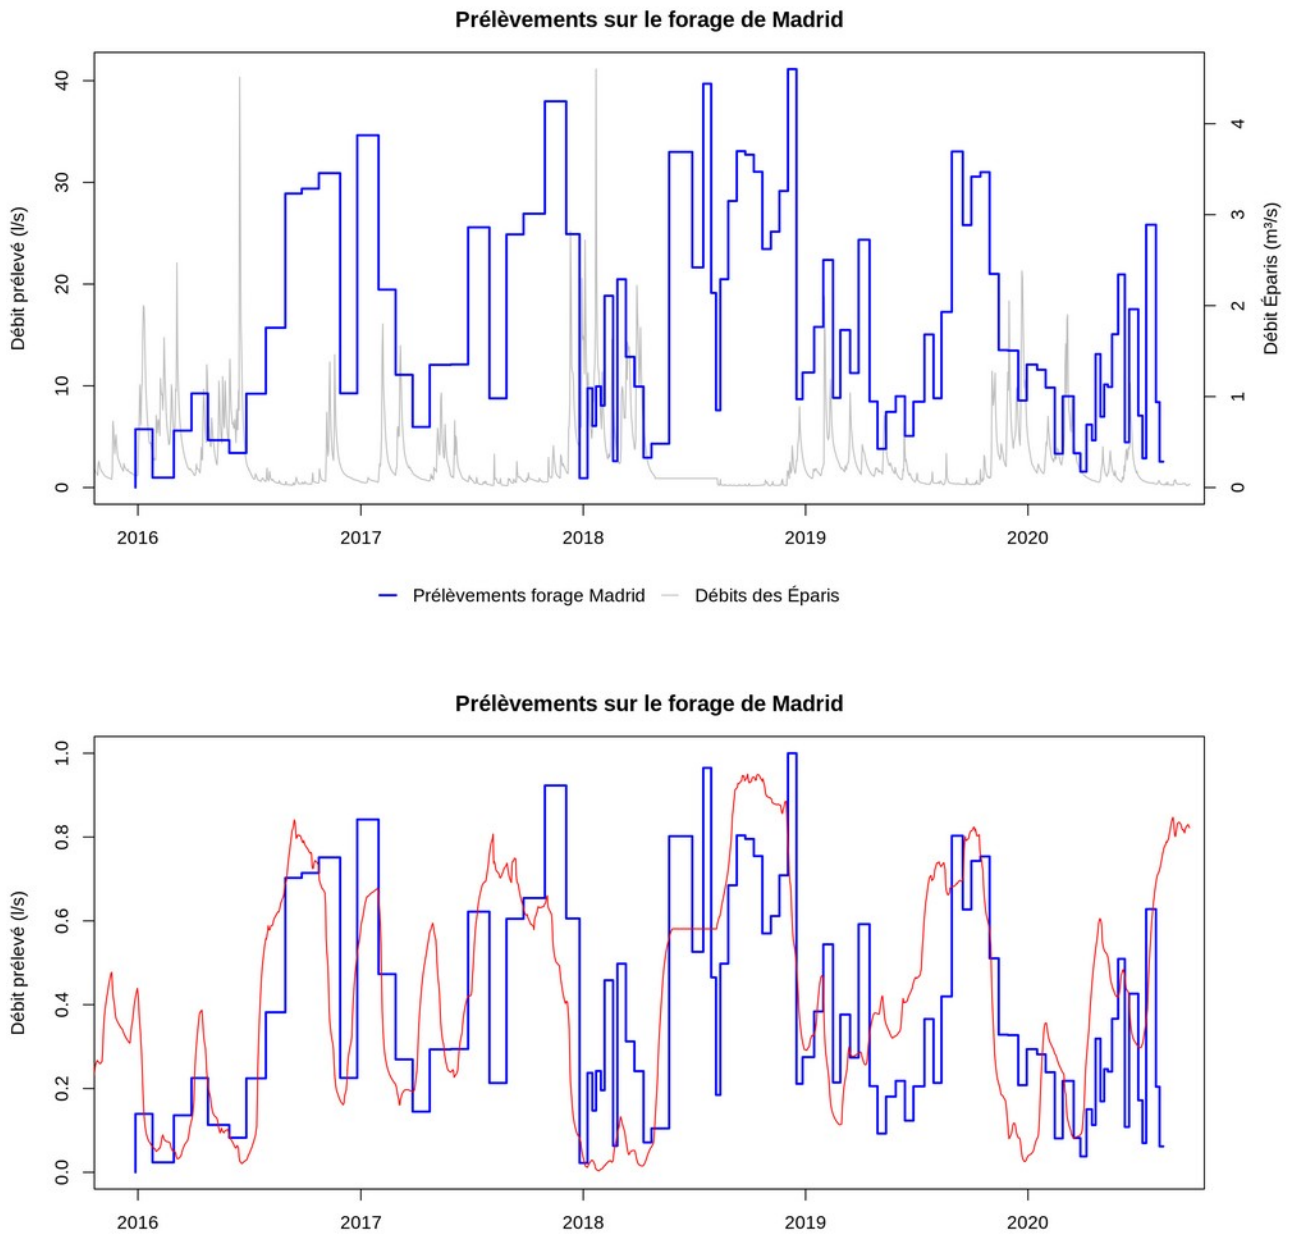 Prélèvements sur le forage de Madrid
Débit prélevé (l/s)
40
30
20
10
0
4
3
2
1
0
Débit Éparis (m³/s)
2016 2017 2018 2019 2020
Prélèvements forage Madrid Débits des Éparis
Prélèvements sur le forage de Madrid
Débit prélevé (l/s)
1.0
0.8
0.6
0.4
0.2
0.0
2016 2017 2018 2019 2020